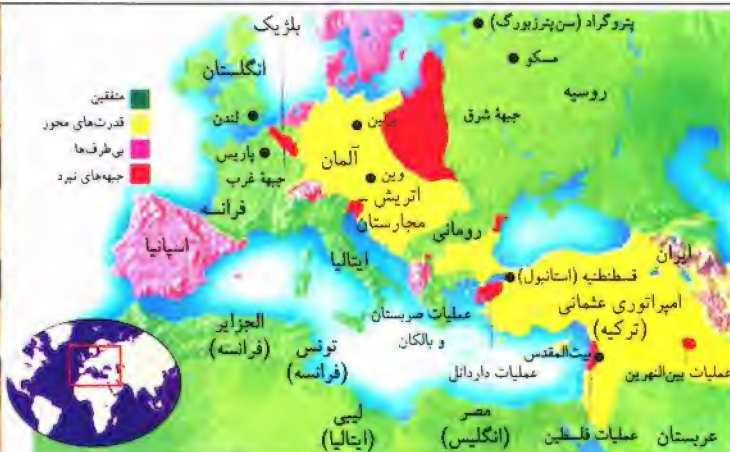 پتروگراد (سن‌پترزبورگ)
بلژیک
مسکو
انگلستان
روسیه
متفقین
قدرت‌های محور
بی‌طرف‌ها
جبهه‌های نبرد
لندن
برلین
جبههٔ شرق
پاریس
آلمان
جبههٔ غرب
وین
اتریش –
مجارستان
فرانسه
رومانی
اسپانیا
ایتالیا
ایران
قسطنطنیه (استانبول)
امپراتوری عثمانی
(ترکیه)
عملیات صربستان
و بالکان
الجزایر
(فرانسه)
تونس
(فرانسه)
بیت‌المقدس
عملیات داردانل
عملیات بین‌النهرین
لیبی
(ایتالیا)
مصر
(انگلیس)
عملیات فلسطین
عربستان